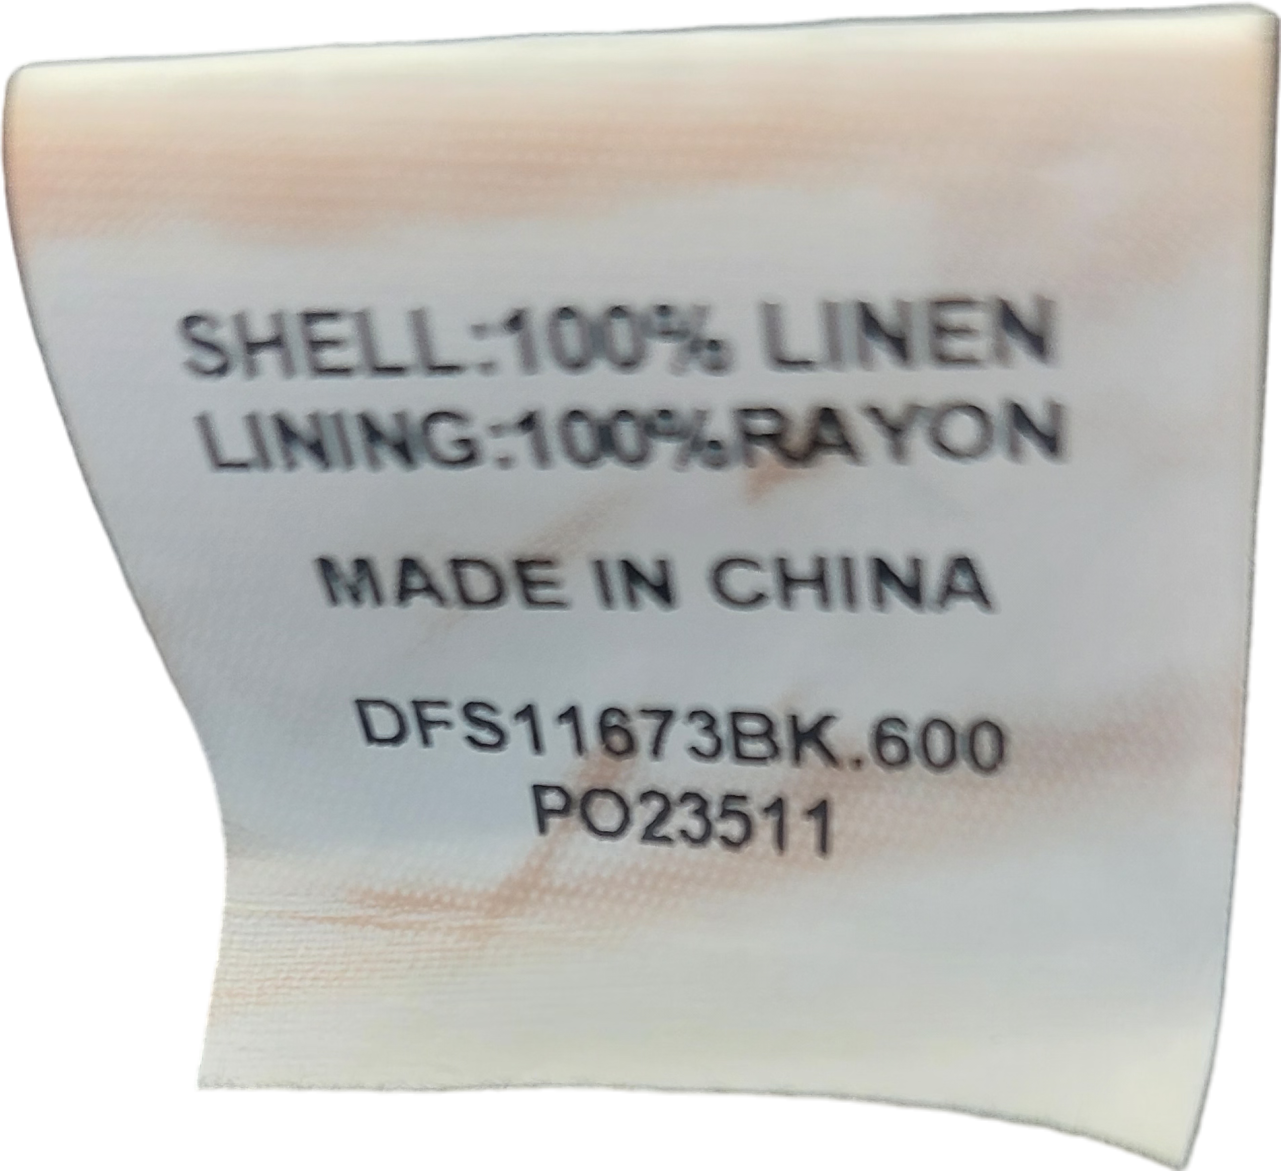 SHELL:100% LINEN
LINING:100%RAYON
MADE IN CHINA
DFS11673BK.600
PO23511